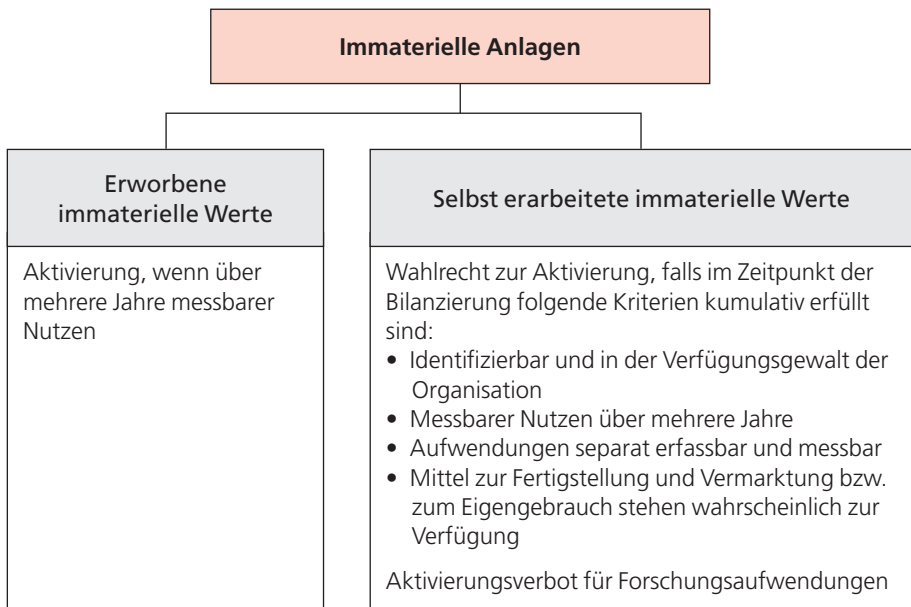 Immaterielle Anlagen
Erworbene
immaterielle Werte
Aktivierung, wenn über
mehrere Jahre messbarer
Nutzen
Selbst erarbeitete immaterielle Werte
Wahlrecht zur Aktivierung, falls im Zeitpunkt der
Bilanzierung folgende Kriterien kumulativ erfüllt
sind:
• Identifizierbar und in der Verfügungsgewalt der
Organisation
• Messbarer Nutzen über mehrere Jahre
• Aufwendungen separat erfassbar und messbar
• Mittel zur Fertigstellung und Vermarktung bzw.
zum Eigengebrauch stehen wahrscheinlich zur
Verfügung
Aktivierungsverbot für Forschungsaufwendungen